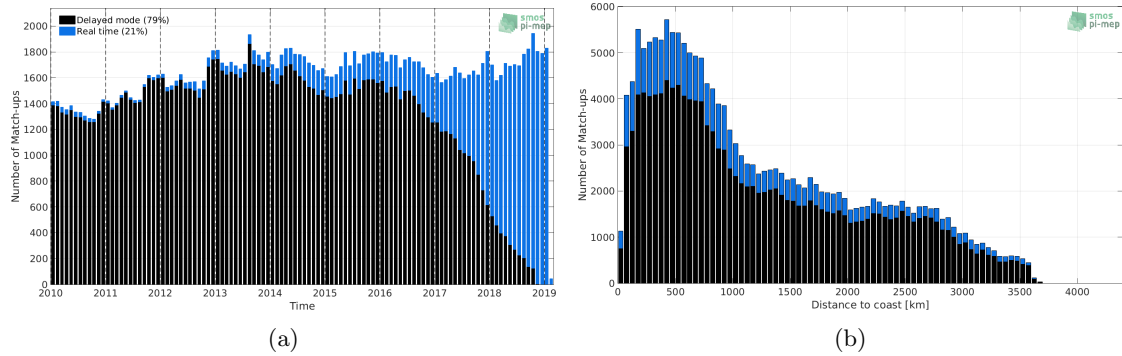 Delayed mode (79%)
Real time (21%)
smos
pi-mep
2000
1800
1600
1400
1200
1000
800
600
400
200
0
Number of Match-ups
2010 2011 2012 2013 2014 2015 2016 2017 2018 2019
Time
(a)
smos
pi-mep
6000
5000
4000
3000
2000
1000
0
Number of Match-ups
0 500 1000 1500 2000 2500 3000 3500 4000
Distance to coast [km]
(b)